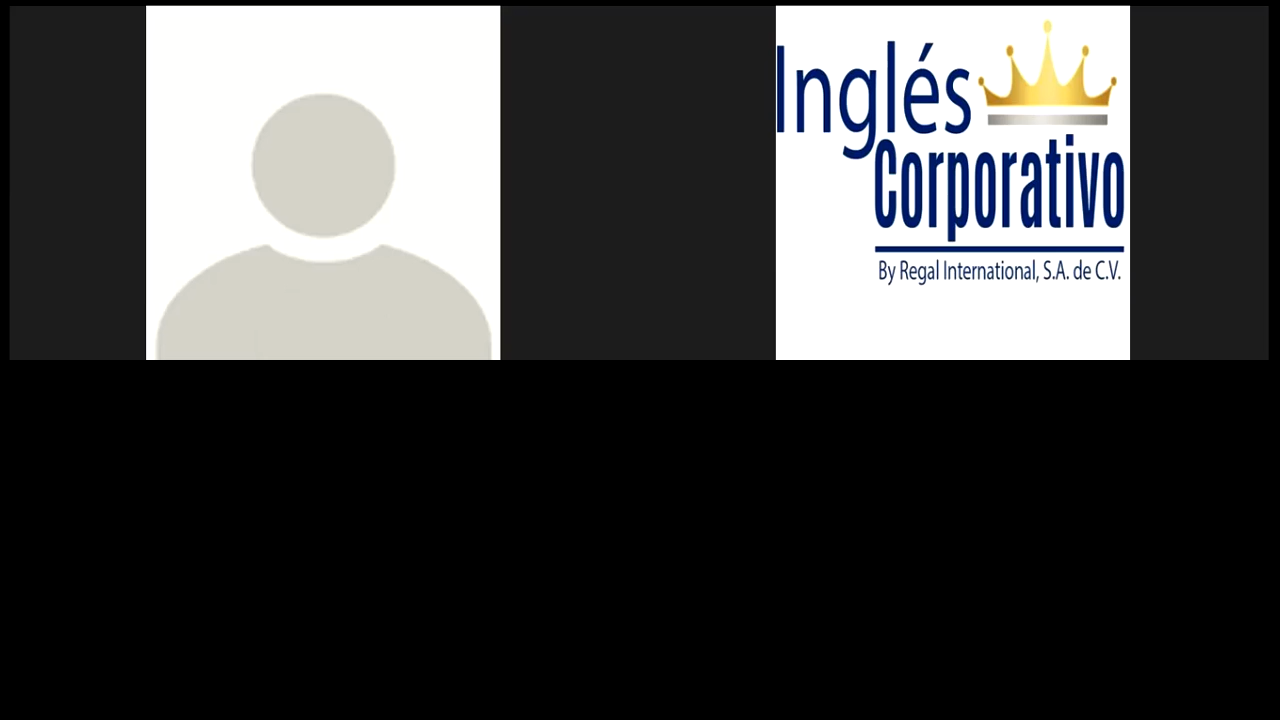 Inglés
Corporativo
By Regal International, S.A. de C.V.